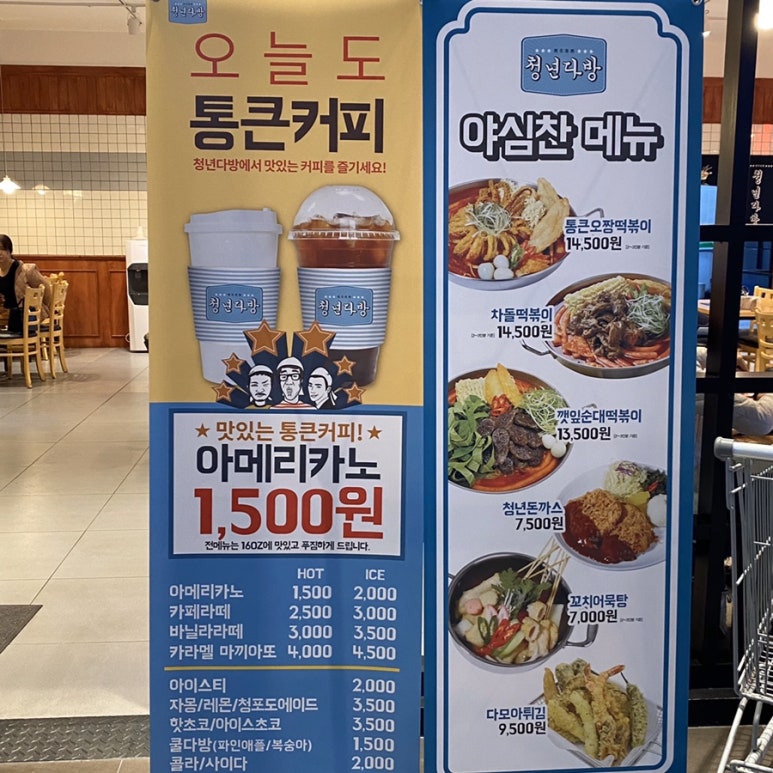 청년다방
오늘도
통큰커피
청년다방에서 맛있는 커피를 즐기세요!
청년다방
청년다방
★ 맛있는 통큰커피! ★
아메리카노
1,500원
전메뉴는 16OZ에 맛있고 푸짐하게 드립니다.
HOT ICE
아메리카노 1,500 2,000
카페라떼 2,500 3,000
바닐라라떼 3,000 3,500
카라멜 마끼아또 4,000 4,500
아이스티 2,000
자몽/레몬/청포도에이드 3,500
핫초코/아이스초코 3,500
쿨다방(파인애플/복숭아) 1,500
콜라/사이다 2,000
청년다방
야심찬 메뉴
통큰오짱떡볶이
14,500원
차돌떡볶이
14,500원
깻잎순대떡볶이
13,500원
청년돈까스
7,500원
꼬치어묵탕
7,000원
다모아튀김
9,500원
청년다방